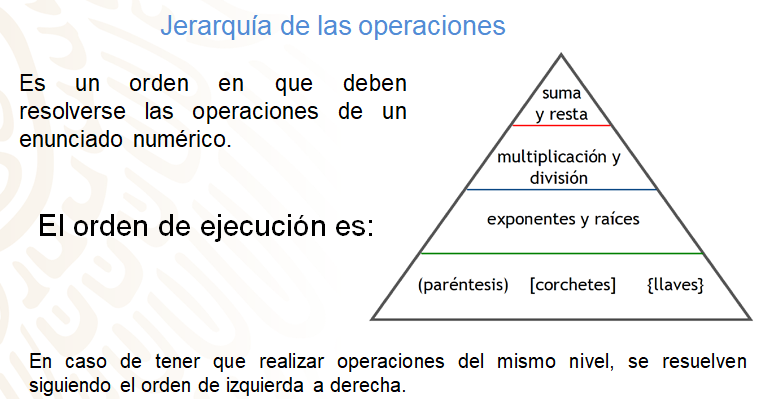 Jerarquía de las operaciones
Es un orden en que deben
resolverse las operaciones de un
enunciado numérico.
El orden de ejecución es:
suma
y resta
multiplicación y
división
exponentes y raíces
(paréntesis) [corchetes] {llaves}
En caso de tener que realizar operaciones del mismo nivel, se resuelven
siguiendo el orden de izquierda a derecha.